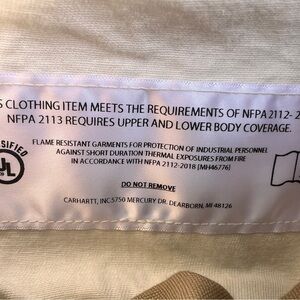 S CLOTHING ITEM MEETS THE REQUIREMENTS OF NFPA 2112- 2
NFPA 2113 REQUIRES UPPER AND LOWER BODY COVERAGE.
SIFIED
UL
FLAME RESISTANT GARMENTS FOR PROTECTION OF INDUSTRIAL PERSONNEL
AGAINST SHORT DURATION THERMAL EXPOSURES FROM FIRE
IN ACCORDANCE WITH NFPA 2112-2018 [MH46776]
DO NOT REMOVE
CARHARTT, INC 5750 MERCURY DR. DEARBORN, MI 48126